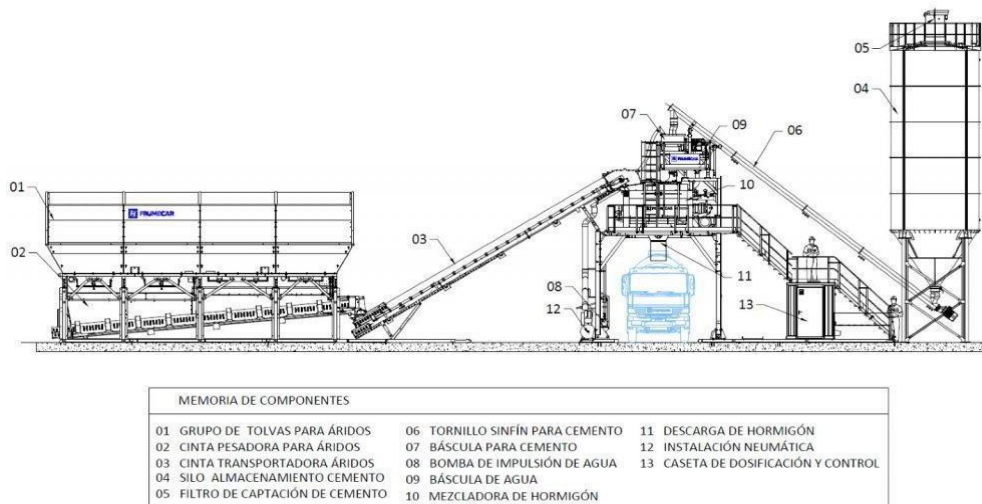 05
04
07
09
06
01
FRUMECAR
FRUMECAR
10
02
03
11
08
12
13
MEMORIA DE COMPONENTES
01 GRUPO DE TOLVAS PARA ÁRIDOS
02 CINTA PESADORA PARA ÁRIDOS
03 CINTA TRANSPORTADORA ÁRIDOS
04 SILO ALMACENAMIENTO CEMENTO
05 FILTRO DE CAPTACIÓN DE CEMENTO
06 TORNILLO SINFÍN PARA CEMENTO
07 BÁSCULA PARA CEMENTO
08 BOMBA DE IMPULSIÓN DE AGUA
09 BÁSCULA DE AGUA
10 MEZCLADORA DE HORMIGÓN
11 DESCARGA DE HORMIGÓN
12 INSTALACIÓN NEUMÁTICA
13 CASETA DE DOSIFICACIÓN Y CONTROL